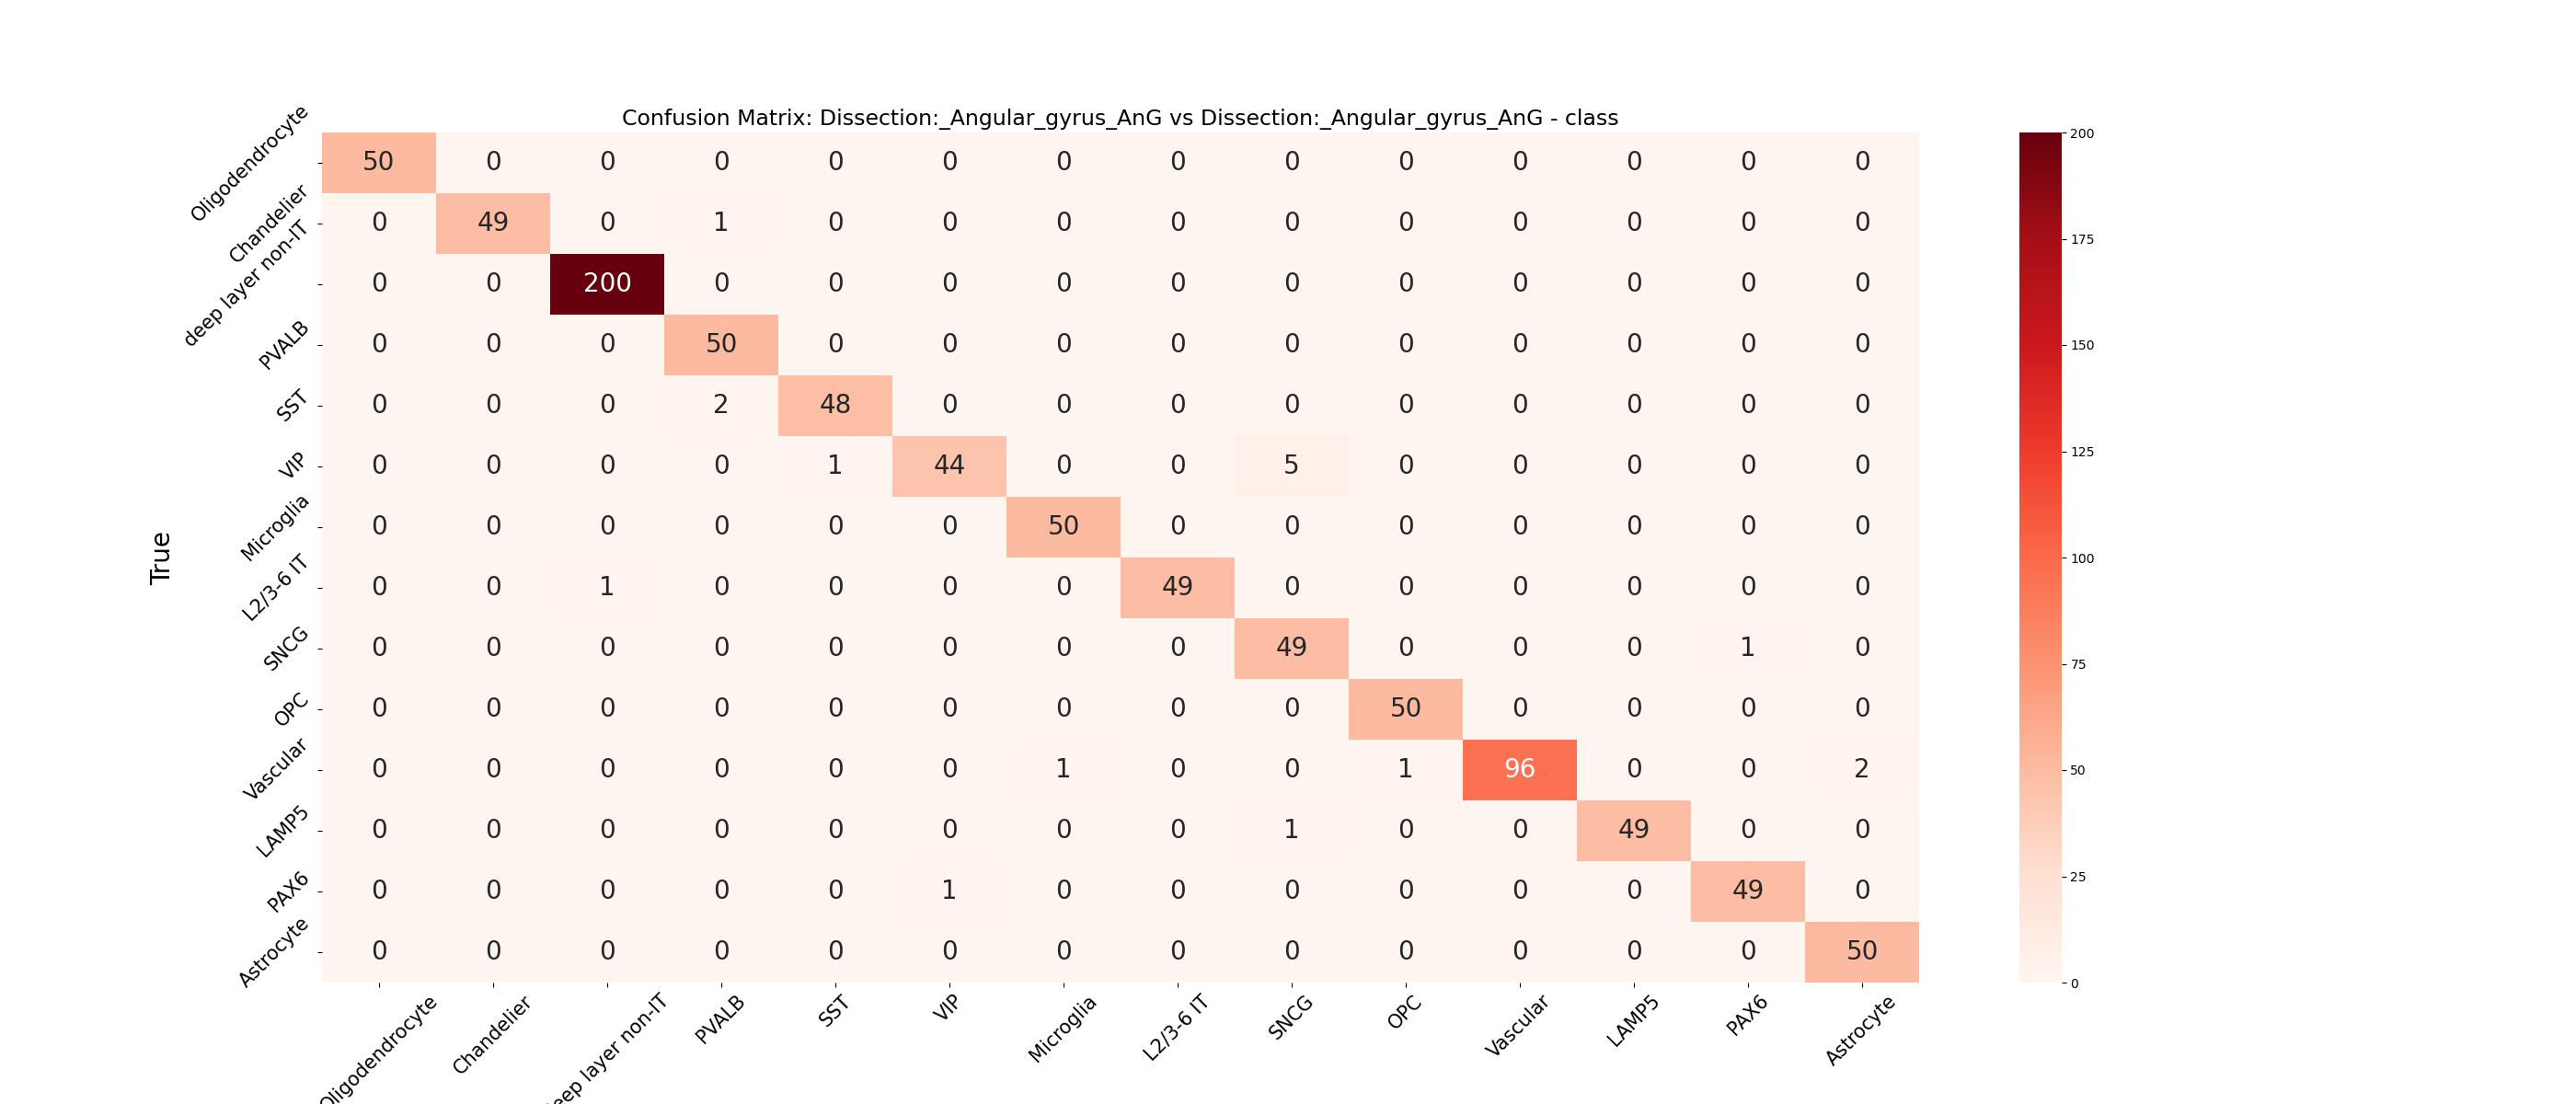 Confusion Matrix: Dissection:_Angular_gyrus_AnG vs Dissection:_Angular_gyrus_AnG - class
True
Oligodendrocyte 50 0 0 0 0 0 0 0 0 0 0 0 0 0
Chandelier 0 49 0 1 0 0 0 0 0 0 0 0 0 0
deep layer non-IT 0 0 200 0 0 0 0 0 0 0 0 0 0 0
PVALB 0 0 0 50 0 0 0 0 0 0 0 0 0 0
SST 0 0 0 2 48 0 0 0 0 0 0 0 0 0
VIP 0 0 0 0 1 44 0 0 5 0 0 0 0 0
Microglia 0 0 0 0 0 0 50 0 0 0 0 0 0 0
L2/3-6 IT 0 0 1 0 0 0 0 49 0 0 0 0 0 0
SNCG 0 0 0 0 0 0 0 0 49 0 0 0 1 0
OPC 0 0 0 0 0 0 0 0 0 50 0 0 0 0
Vascular 0 0 0 0 0 0 1 0 0 1 96 0 0 2
LAMP5 0 0 0 0 0 0 0 0 1 0 0 49 0 0
PAX6 0 0 0 0 0 1 0 0 0 0 0 0 49 0
Astrocyte 0 0 0 0 0 0 0 0 0 0 0 0 0 50
Oligodendrocyte Chandelier eep layer non-IT PVALB SST VIP Microglia L2/3-6 IT SNCG OPC Vascular LAMP5 PAX6 Astrocyte
200
175
150
125
100
75
50
25
0